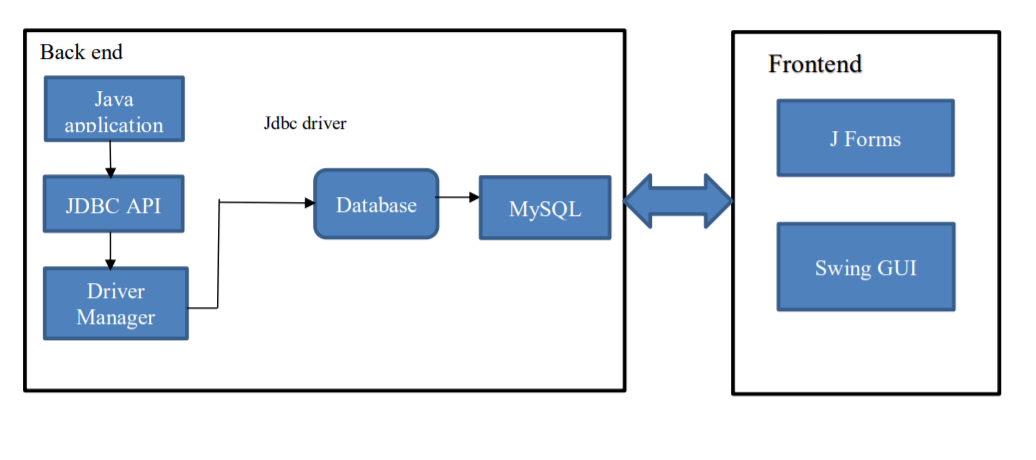 Back end
Java
application
JDBC API
Driver
Manager
Jdbc driver
Database
MySQL
Frontend
J Forms
Swing GUI